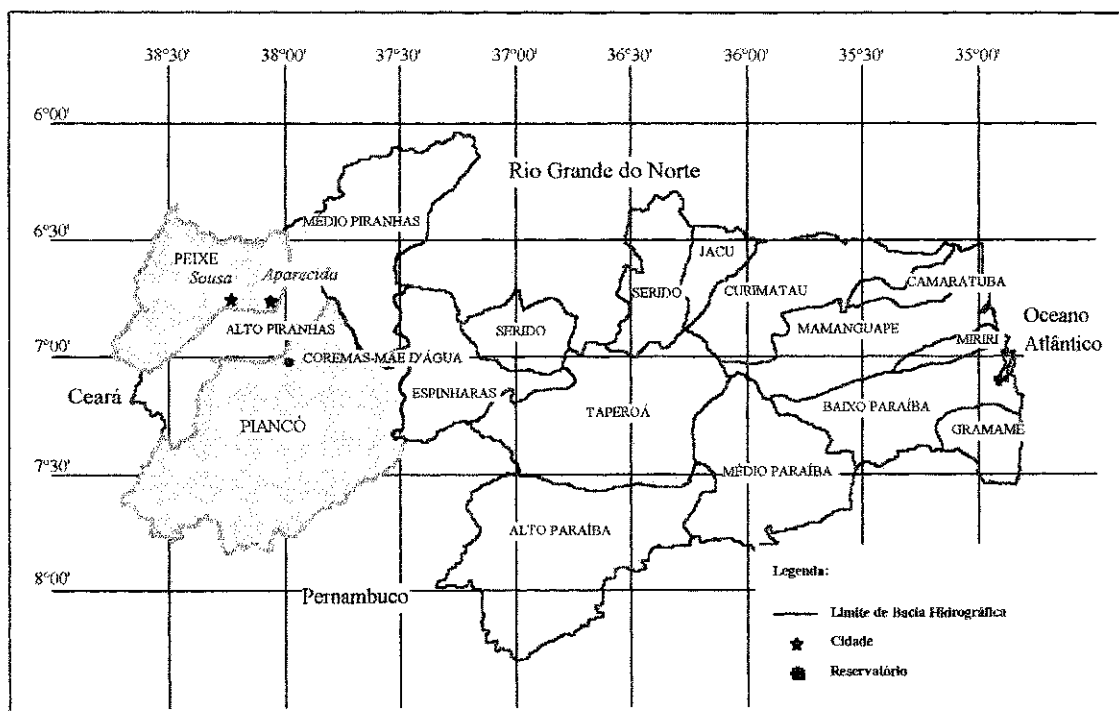 38°30' 38°00' 37°30' 37°00' 36°30' 36°00' 35°30' 35°00'
6°00'
Rio Grande do Norte
MÉDIO PIRANHAS
6°30'
PEIXE
JACU
Sousa Aparecida
SERIDO
CURIMATAU
CAMARATUBA
ALTO PIRANHAS
SERIDO
MAMANGUAPE
Oceano
Atlântico
MIRIRI
7°00'
COREMAS-MÃE D'ÁGUA
Ceará
ESPINHARAS
TAPEROÁ
BAIXO PARAÍBA
PIANCÓ
GRAMAME
7°30'
MÉDIO PARAÍBA
ALTO PARAÍBA
8°00'
Pernambuco
Legenda:
Limite de Bacia Hidrográfica
Cidade
Reservatório